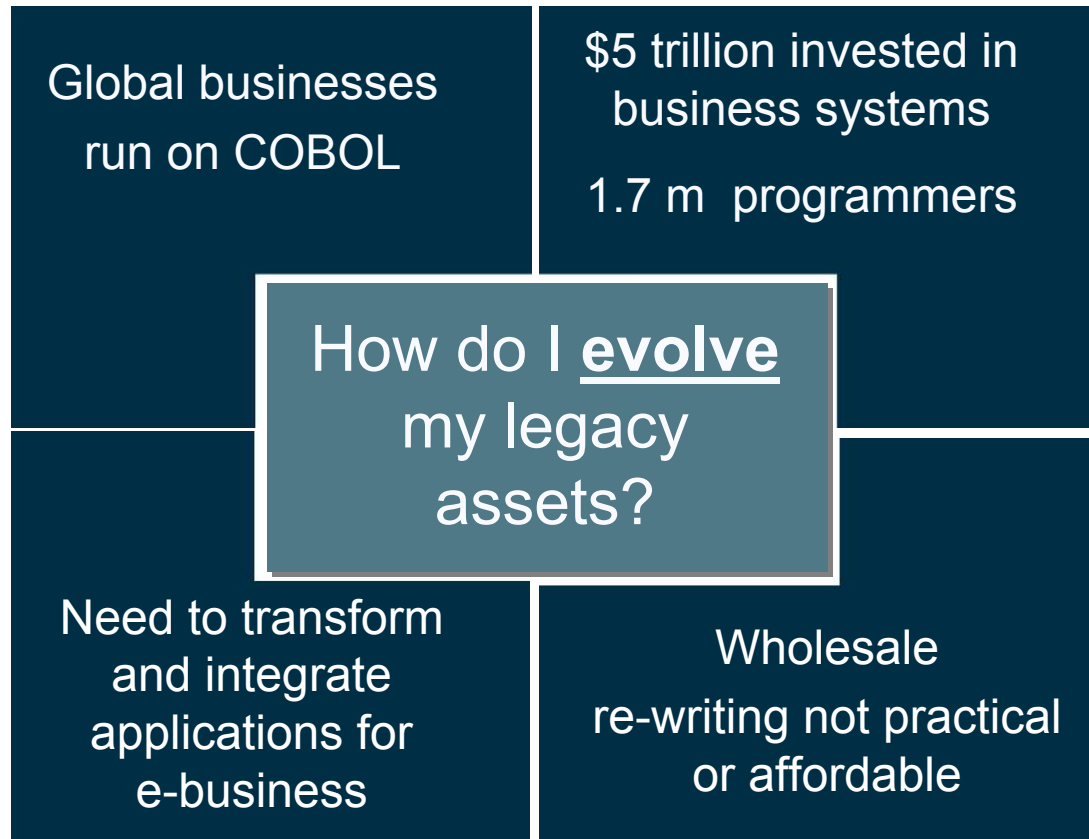 Global businesses
run on COBOL
$5 trillion invested in
business systems
1.7 m programmers
How do I evolve
my legacy
assets?
Need to transform
and integrate
applications for
e-business
Wholesale
re-writing not practical
or affordable